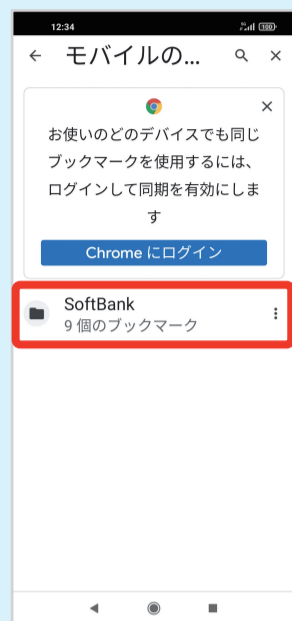 12:34
5G 100
モバイルの...
お使いのどのデバイスでも同じ
ブックマークを使用するには、
ログインして同期を有効にしま
す
Chrome にログイン
SoftBank
9 個のブックマーク